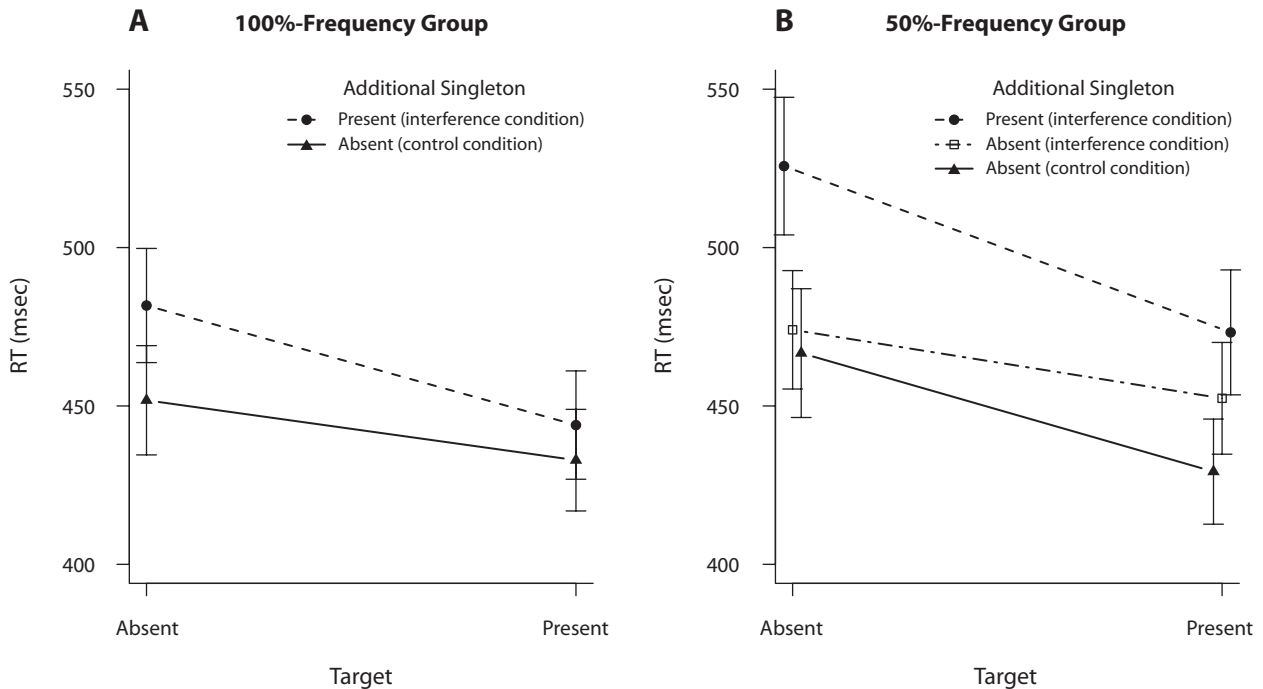 A 100%-Frequency Group
Additional Singleton
Present (interference condition)
Absent (control condition)
550
500
450
400
RT (msec)
Absent
Present
Target
B 50%-Frequency Group
Additional Singleton
Present (interference condition)
Absent (interference condition)
Absent (control condition)
550
500
450
400
RT (msec)
Absent
Present
Target